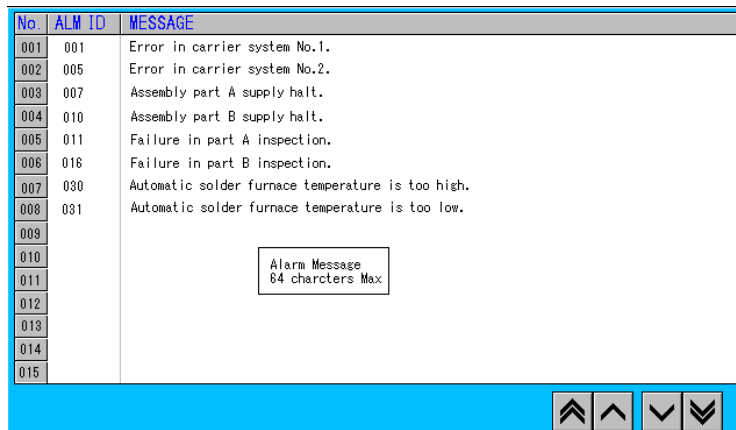 No. ALM ID MESSAGE
001 001 Error in carrier system No.1.
002 005 Error in carrier system No.2.
003 007 Assembly part A supply halt.
004 010 Assembly part B supply halt.
005 011 Failure in part A inspection.
006 016 Failure in part B inspection.
007 030 Automatic solder furnace temperature is too high.
008 031 Automatic solder furnace temperature is too low.
009
010
011
012
013
014
015
Alarm Message
64 charcters Max